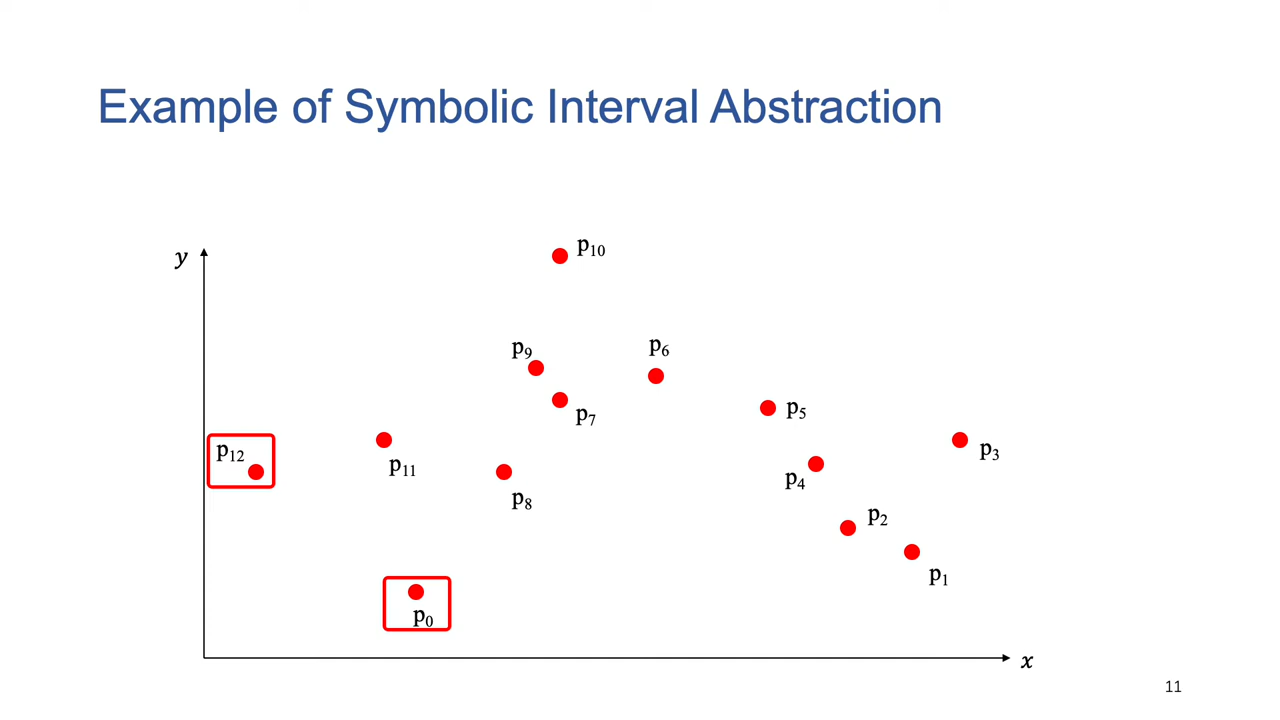 Example of Symbolic Interval Abstraction
y
p₁₀
p₉
p₆
p₇
p₅
p₃
p₁₂
p₁₁
p₈
p₄
p₂
p₁
p₀
x
11